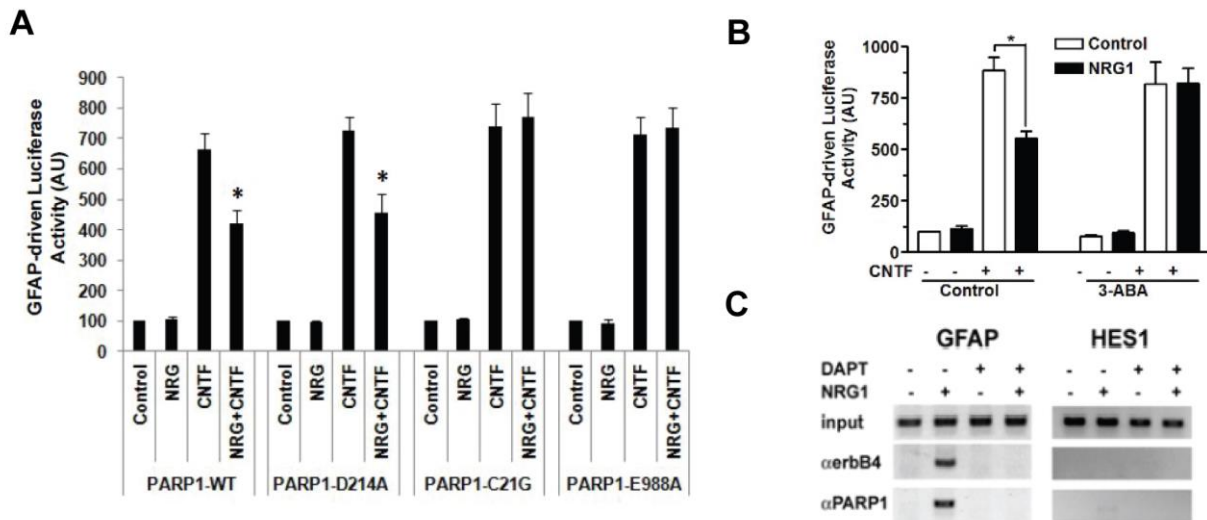 A
GFAP-driven Luciferase
Activity (AU)
900
800
700
600
500
400
300
200
100
0
Control
NRG
CNTF
NRG+CNTF
Control
NRG
CNTF
NRG+CNTF
Control
NRG
CNTF
NRG+CNTF
Control
NRG
CNTF
NRG+CNTF
* *
PARP1-WT PARP1-D214A PARP1-C21G PARP1-E988A
B
GFAP-driven Luciferase
Activity (AU)
1000
750
500
250
0
*
Control
NRG1
CNTF - - + + - - + +
Control 3-ABA
C
GFAP HES1
DAPT - - + + - - + +
NRG1 - + - + - + - +
input
αerbB4
αPARP1